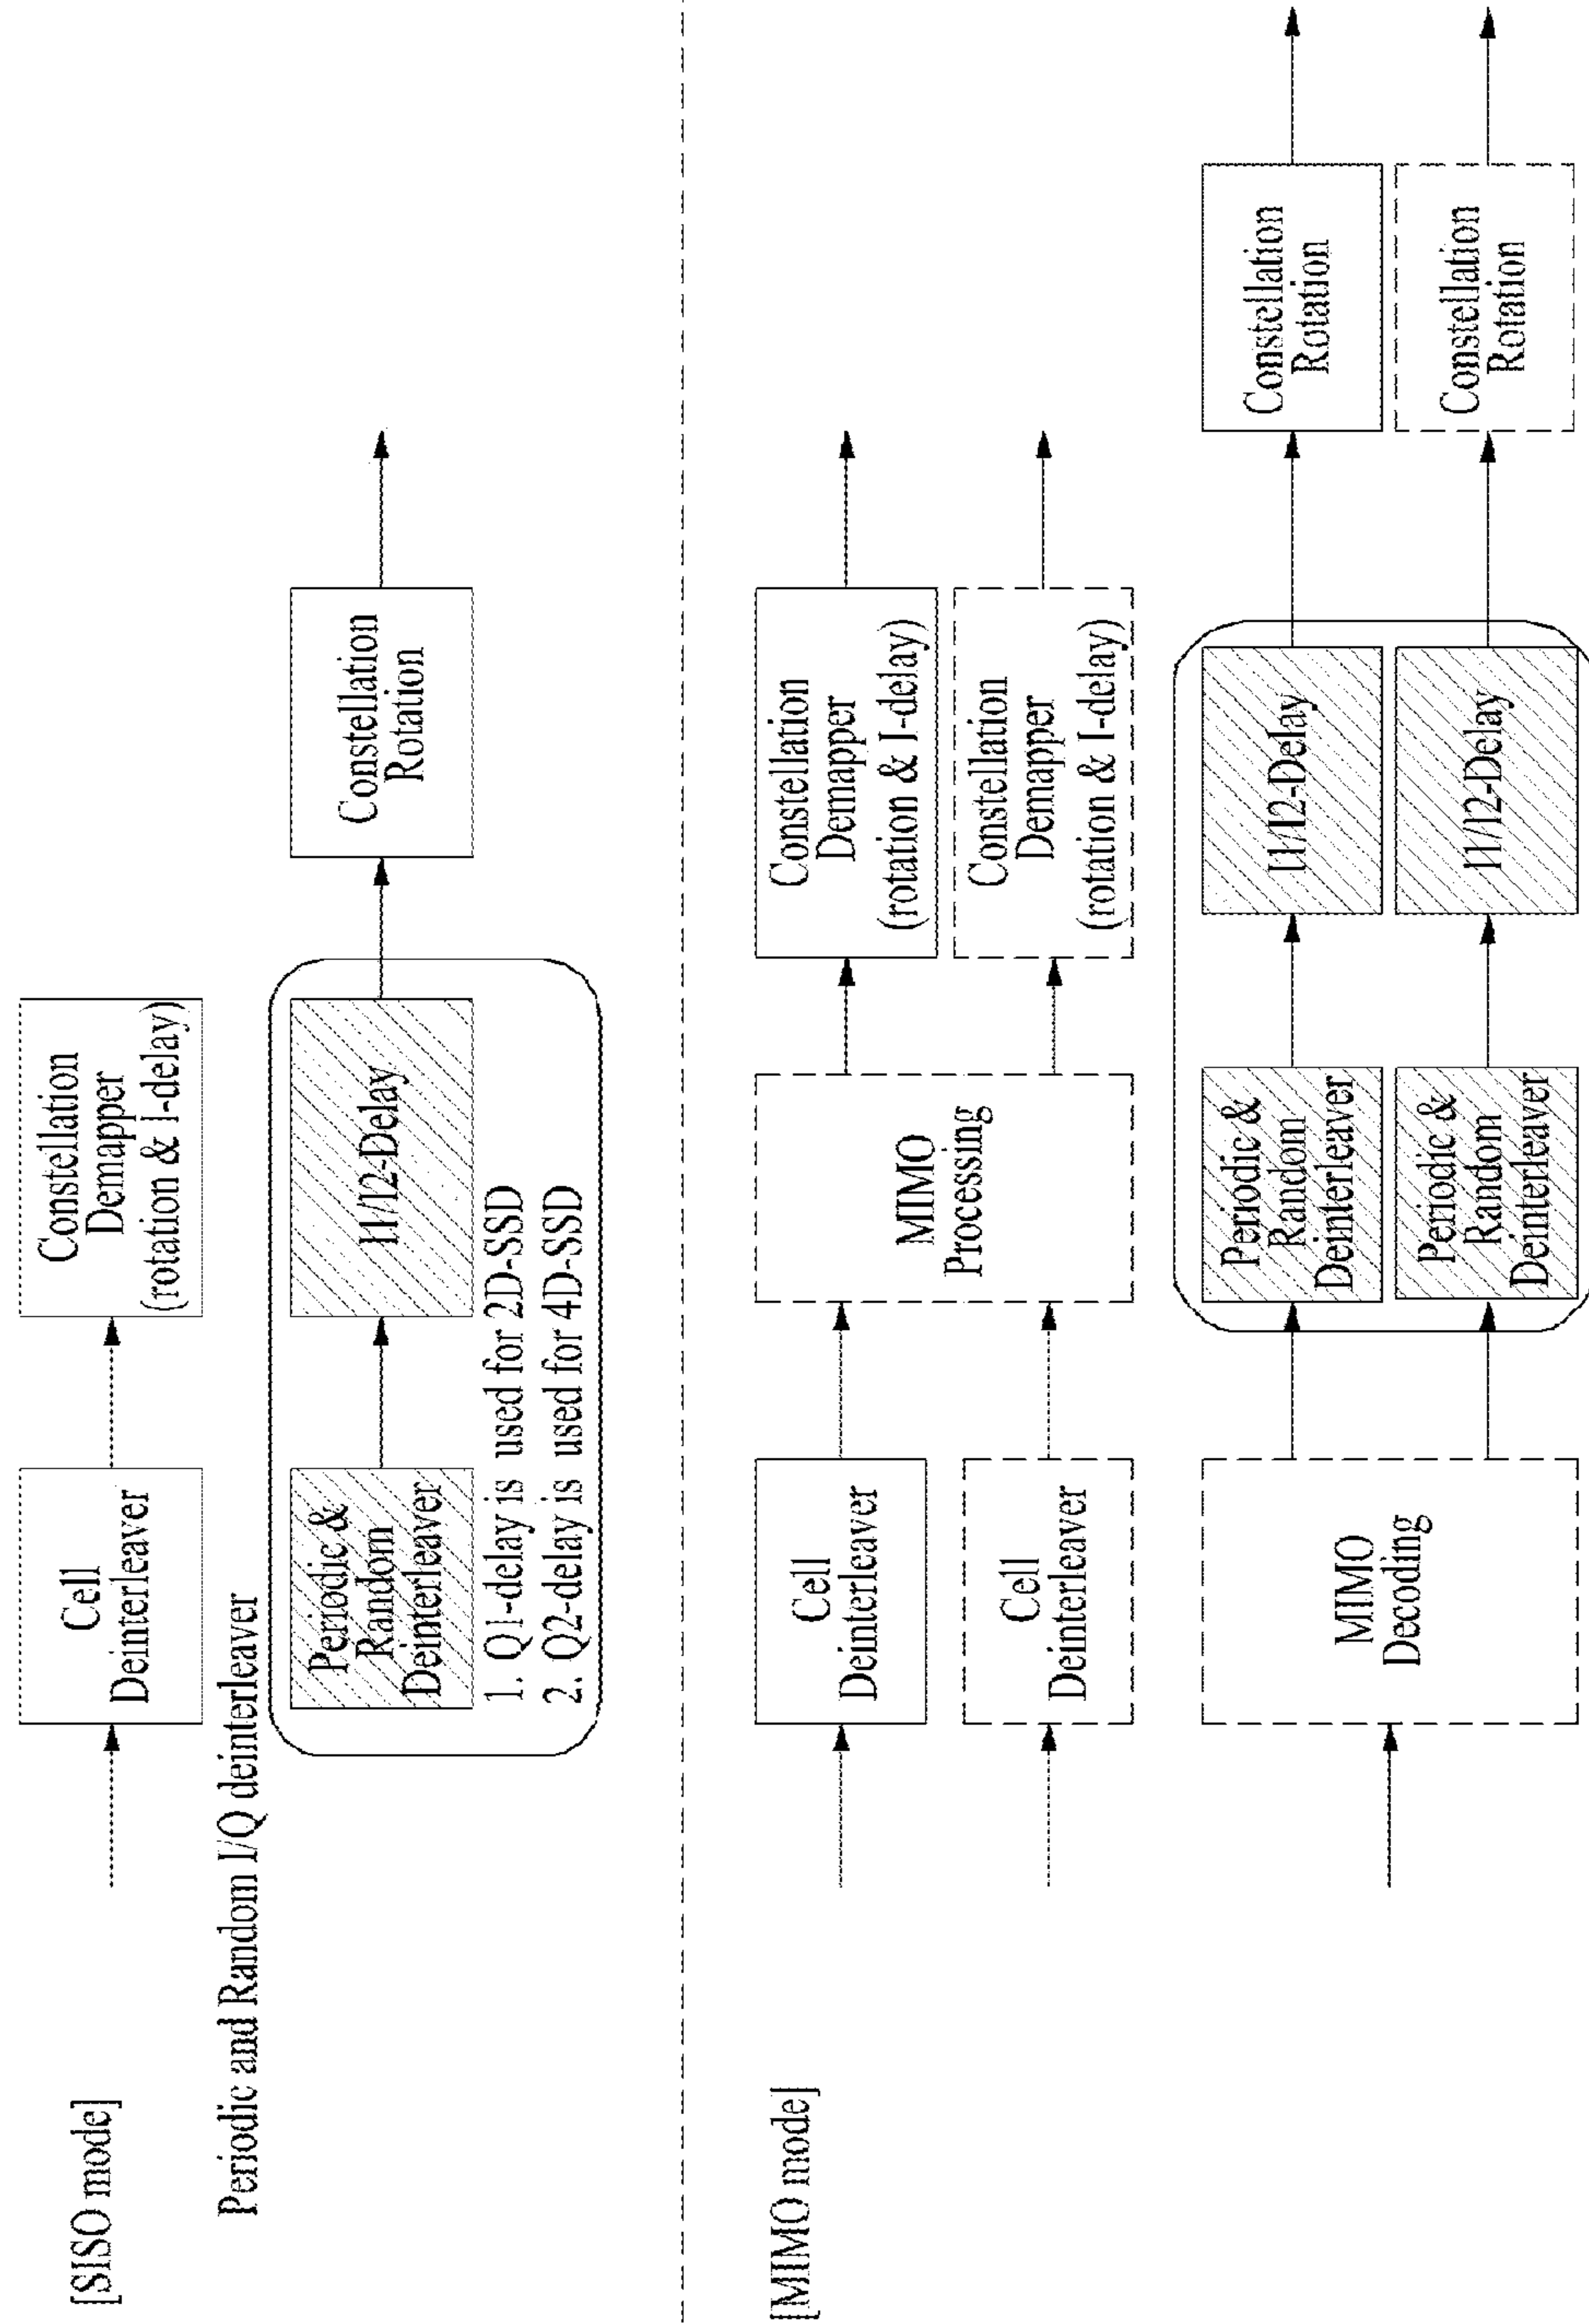 [SISO mode]
Cell
Deinterleaver
Constellation
Demapper
(rotation & I-delay)
Periodic and Random I/Q deinterleaver
Periodic &
Random
Deinterleaver
I1/I2-Delay
Constellation
Rotation
1. Q1-delay is used for 2D-SSD
2. Q2-delay is used for 4D-SSD
[MIMO mode]
Cell
Deinterleaver
Cell
Deinterleaver
MIMO
Processing
Constellation
Demapper
(rotation & I-delay)
Constellation
Demapper
(rotation & I-delay)
MIMO
Decoding
Periodic &
Random
Deinterleaver
I1/I2-Delay
Constellation
Rotation
Periodic &
Random
Deinterleaver
I1/I2-Delay
Constellation
Rotation